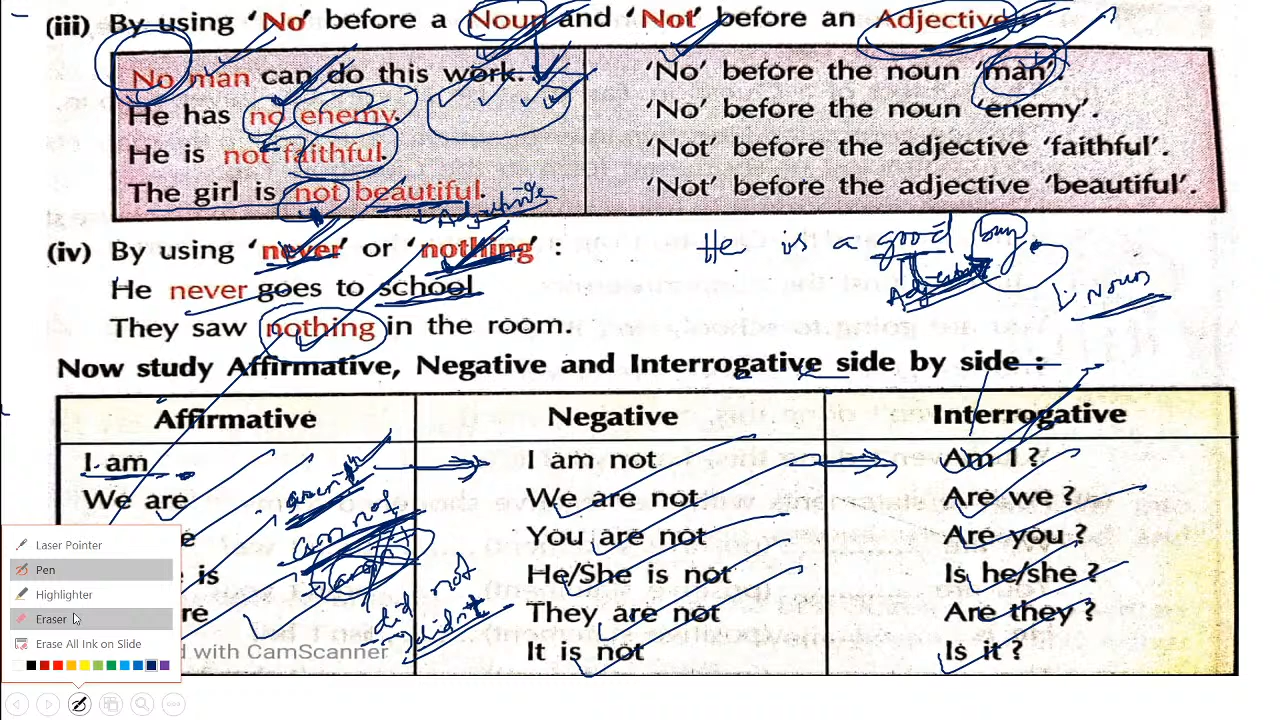 (iii) By using 'No' before a Noun and 'Not' before an Adjective
No man can do this work. 'No' before the noun 'man'.
He has no enemy. 'No' before the noun 'enemy'.
He is not faithful. 'Not' before the adjective 'faithful'.
The girl is not beautiful. 'Not' before the adjective 'beautiful'.
Adjective
(iv) By using 'never' or 'nothing' :
He is a good boy.
Adjective
Noun
He never goes to school.
They saw nothing in the room.
Now study Affirmative, Negative and Interrogative side by side :
Affirmative Negative Interrogative
I am I am not Am I ?
We are We are not Are we ?
You are not Are you ?
is He/She is not Is he/she ?
They are not Are they ?
It is not Is it ?
can not
did not
didn't
Laser Pointer
Pen
Highlighter
Eraser
Erase All Ink on Slide
d with CamScanner